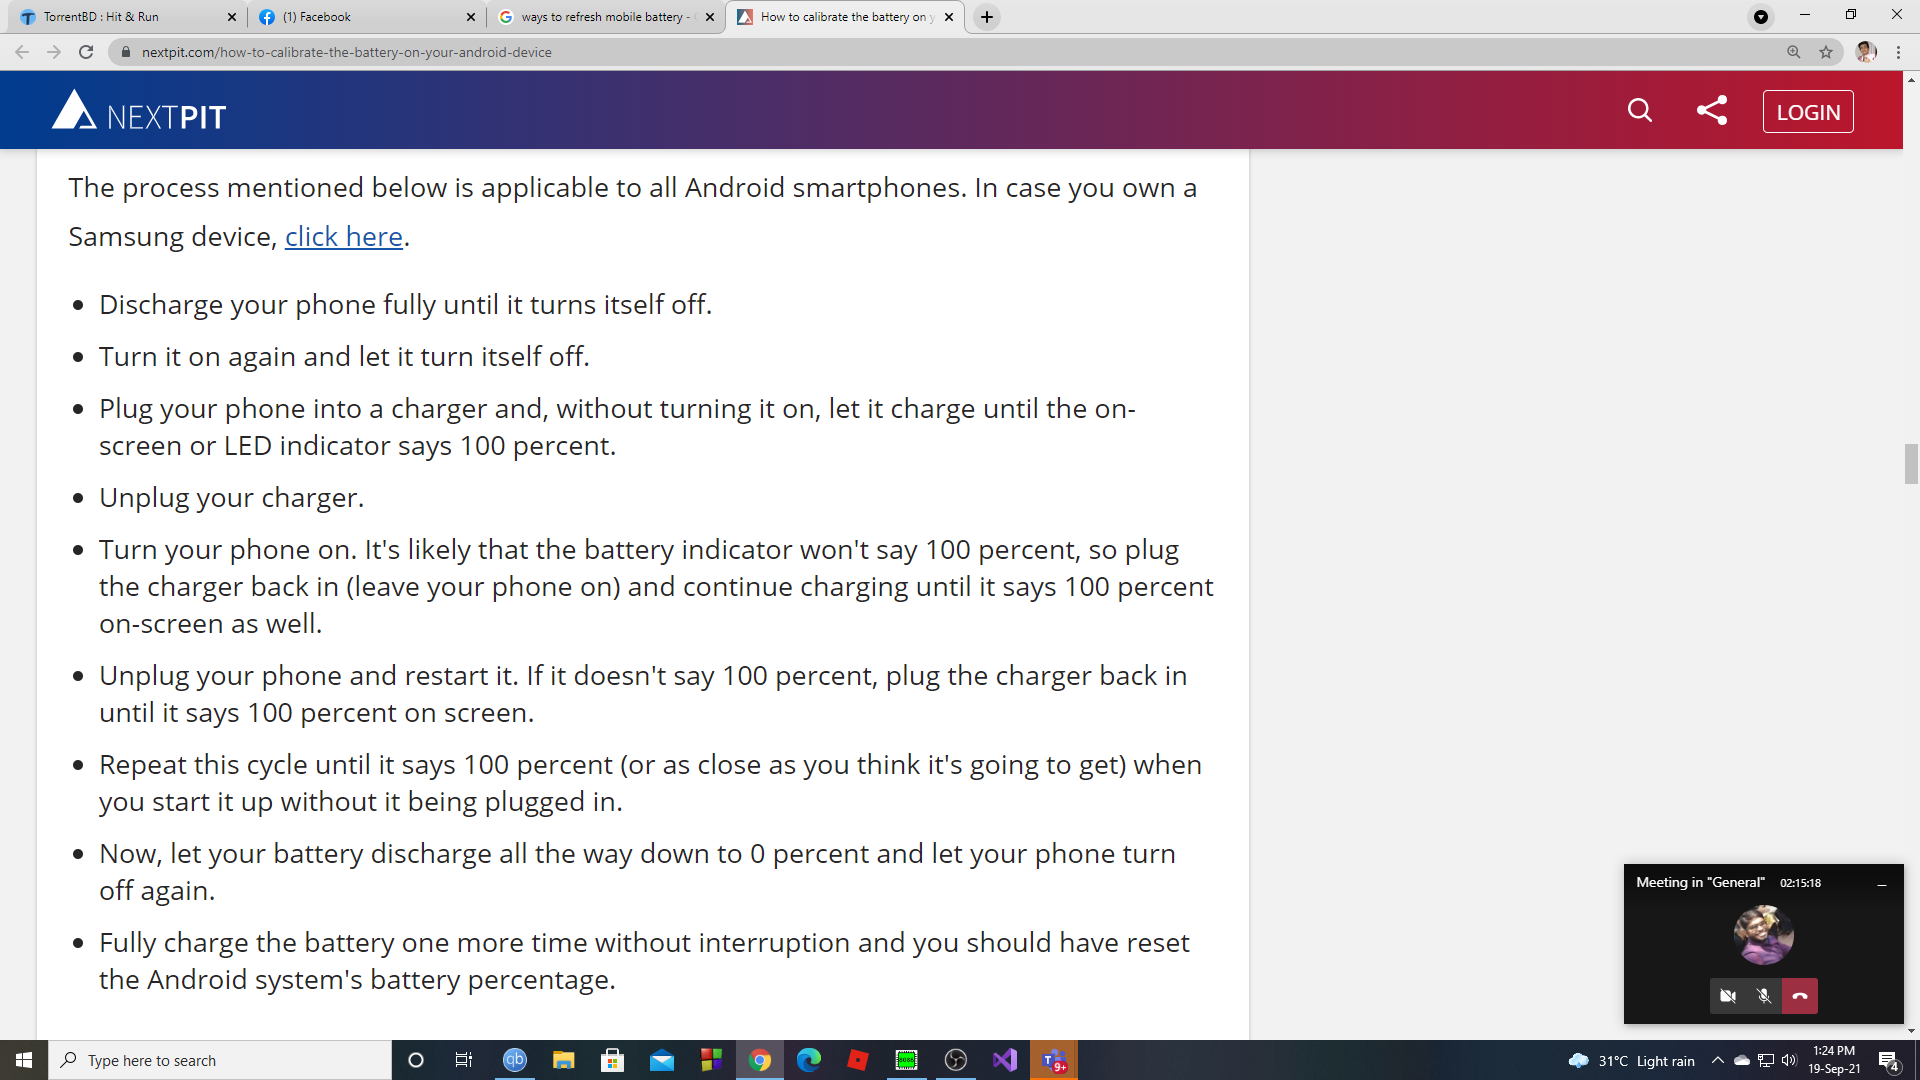 TorrentBD : Hit & Run
(1) Facebook
ways to refresh mobile battery -
How to calibrate the battery on y
nextpit.com/how-to-calibrate-the-battery-on-your-android-device
NEXTPIT
LOGIN
The process mentioned below is applicable to all Android smartphones. In case you own a
Samsung device, click here.
• Discharge your phone fully until it turns itself off.
• Turn it on again and let it turn itself off.
• Plug your phone into a charger and, without turning it on, let it charge until the on-
screen or LED indicator says 100 percent.
• Unplug your charger.
• Turn your phone on. It's likely that the battery indicator won't say 100 percent, so plug
the charger back in (leave your phone on) and continue charging until it says 100 percent
on-screen as well.
• Unplug your phone and restart it. If it doesn't say 100 percent, plug the charger back in
until it says 100 percent on screen.
• Repeat this cycle until it says 100 percent (or as close as you think it's going to get) when
you start it up without it being plugged in.
• Now, let your battery discharge all the way down to 0 percent and let your phone turn
off again.
• Fully charge the battery one more time without interruption and you should have reset
the Android system's battery percentage.
Meeting in "General" 02:15:18
Type here to search
qb
9+
31°C Light rain
1:24 PM
19-Sep-21
4